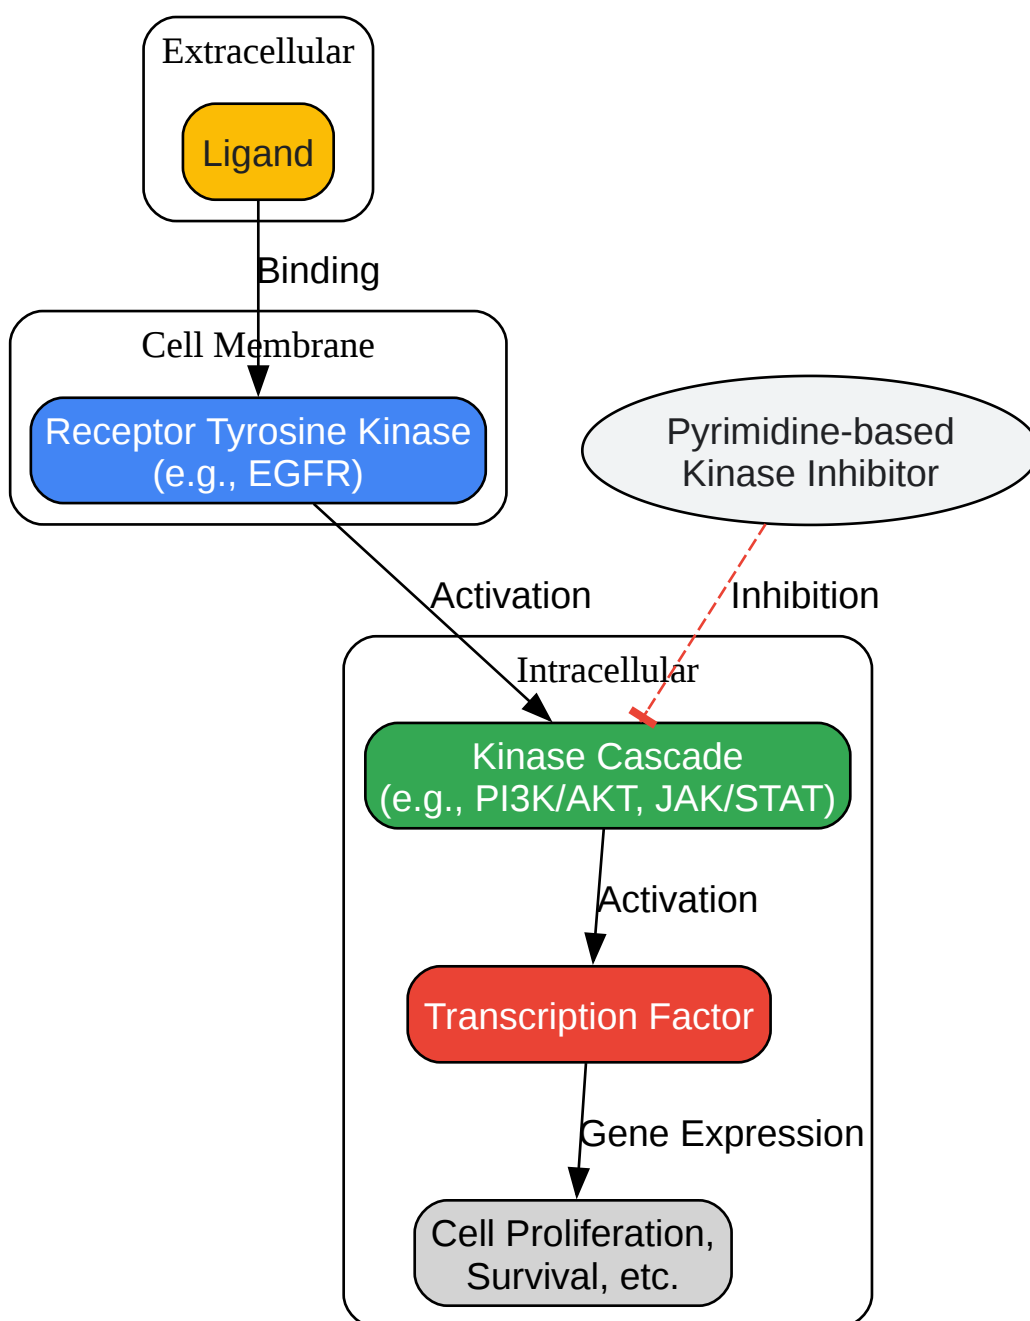 Extracellular
Ligand
Binding
Cell Membrane
Receptor Tyrosine Kinase
(e.g., EGFR)
Pyrimidine-based
Kinase Inhibitor
Activation
Inhibition
Intracellular
Kinase Cascade
(e.g., PI3K/AKT, JAK/STAT)
Activation
Transcription Factor
Gene Expression
Cell Proliferation,
Survival, etc.